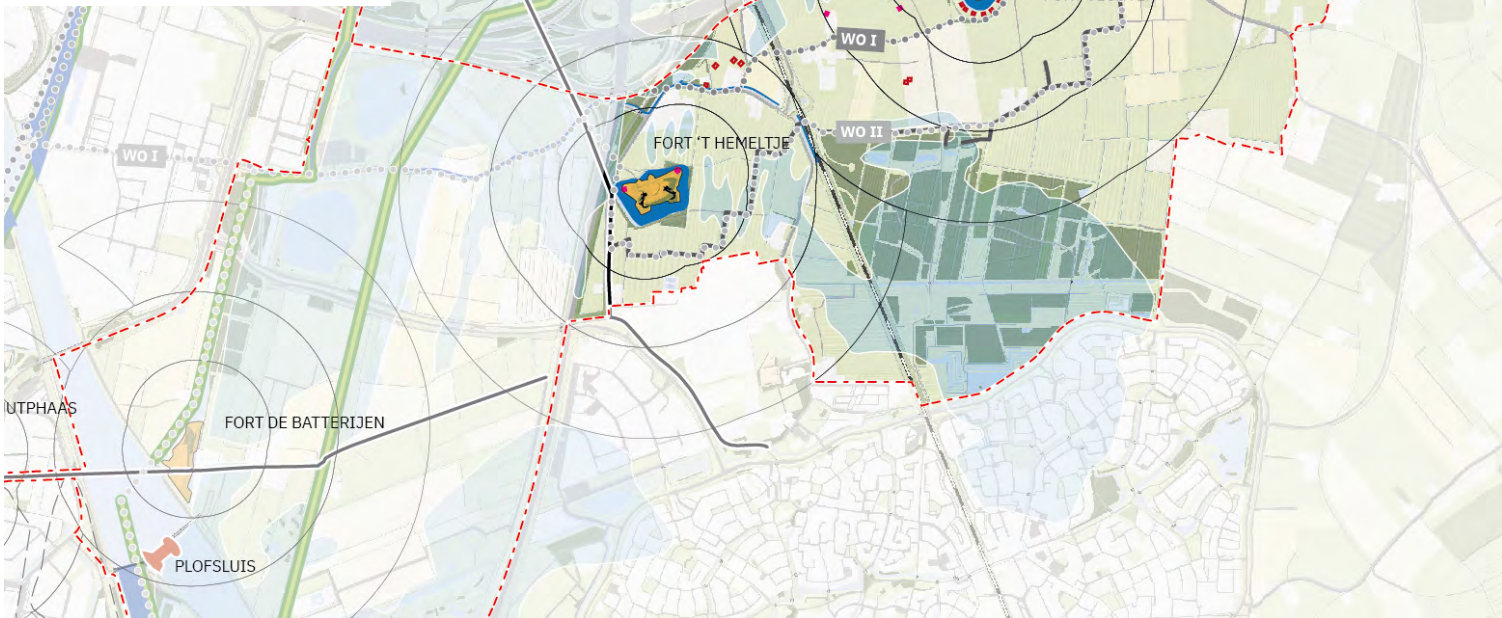 WO I
WO II
FORT ‘T HEMELTJE
WO I
UTPHAAS
FORT DE BATTERIJEN
PLOFSLUIS